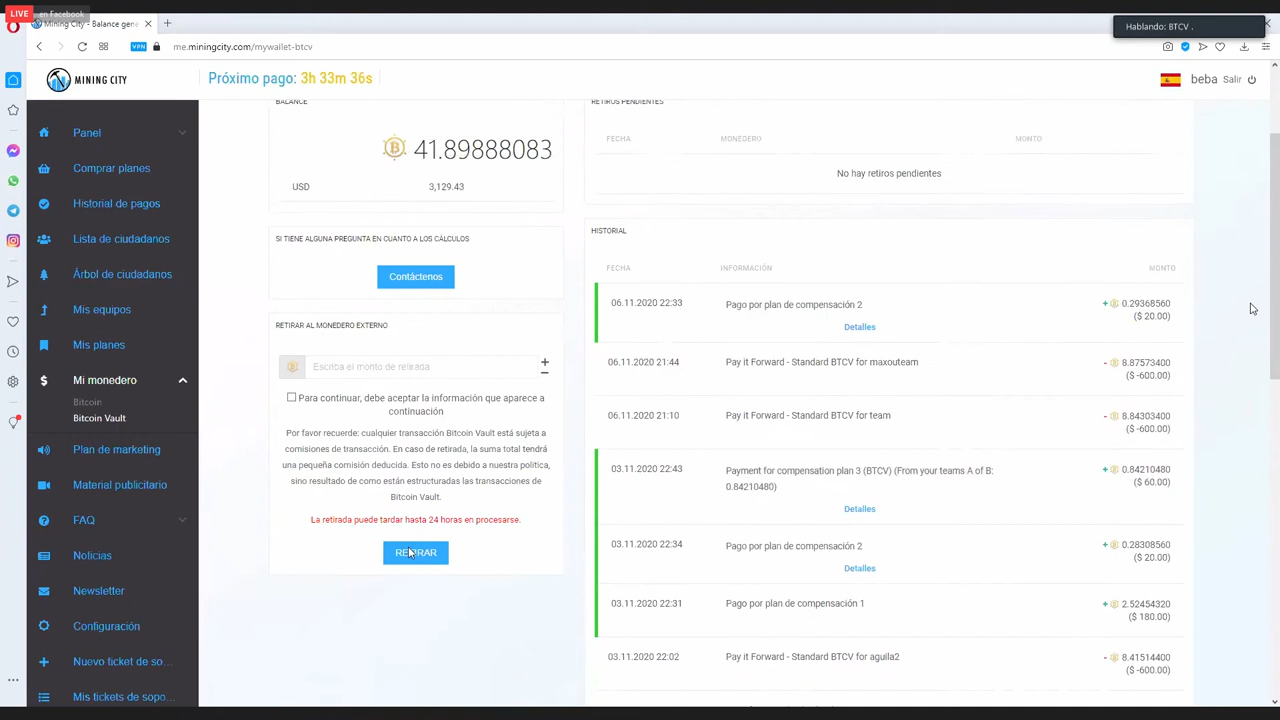 LIVE en Facebook
Mining City - Balance gene
Hablando: BTCV .
VPN me.miningcity.com/mywallet-btcv
MINING CITY
Próximo pago: 3h 33m 36s
beba Salir
Panel
Comprar planes
Historial de pagos
Lista de ciudadanos
Árbol de ciudadanos
Mis equipos
Mis planes
Mi monedero
Bitcoin
Bitcoin Vault
Plan de marketing
Material publicitario
FAQ
Noticias
Newsletter
Configuración
Nuevo ticket de so...
Mis tickets de sopo...
BALANCE
41.89888083
USD 3,129.43
SI TIENE ALGUNA PREGUNTA EN CUANTO A LOS CÁLCULOS
Contáctenos
RETIRAR AL MONEDERO EXTERNO
Escriba el monto de retirada
Para continuar, debe aceptar la información que aparece a
continuación
Por favor recuerde: cualquier transacción Bitcoin Vault está sujeta a
comisiones de transacción. En caso de retirada, la suma total tendrá
una pequeña comisión deducida. Esto no es debido a nuestra política,
sino resultado de como están estructuradas las transacciones de
Bitcoin Vault.
La retirada puede tardar hasta 24 horas en procesarse.
RETIRAR
RETIROS PENDIENTES
FECHA MONEDERO MONTO
No hay retiros pendientes
HISTORIAL
FECHA INFORMACIÓN MONTO
06.11.2020 22:33 Pago por plan de compensación 2 + 0.29368560
($ 20.00)
Detalles
06.11.2020 21:44 Pay it Forward - Standard BTCV for maxouteam - 8.87573400
($ -600.00)
06.11.2020 21:10 Pay it Forward - Standard BTCV for team - 8.84303400
($ -600.00)
03.11.2020 22:43 Payment for compensation plan 3 (BTCV) (From your teams A of B: + 0.84210480
0.84210480) ($ 60.00)
Detalles
03.11.2020 22:34 Pago por plan de compensación 2 + 0.28308560
($ 20.00)
Detalles
03.11.2020 22:31 Pago por plan de compensación 1 + 2.52454320
($ 180.00)
03.11.2020 22:02 Pay it Forward - Standard BTCV for aguila2 - 8.41514400
($ -600.00)